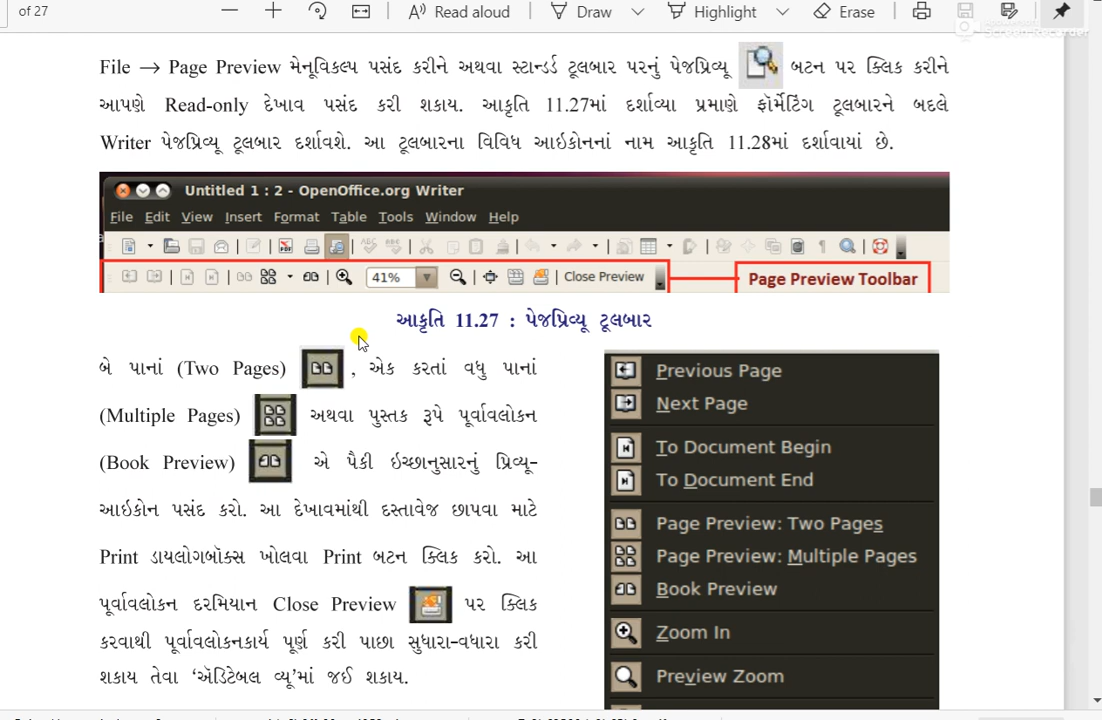 of 27
Read aloud
Draw
Highlight
Erase
File → Page Preview મેનૂવિકલ્પ પસંદ કરીને અથવા સ્ટાન્ડર્ડ ટૂલબાર પરનું પેજપ્રિવ્યૂ બટન પર ક્લિક કરીને
આપણે Read-only દેખાવ પસંદ કરી શકાય. આકૃતિ 11.27માં દર્શાવ્યા પ્રમાણે ફૉર્મેટિંગ ટૂલબારને બદલે
Writer પેજપ્રિવ્યૂ ટૂલબાર દર્શાવશે. આ ટૂલબારના વિવિધ આઇકોનનાં નામ આકૃતિ 11.28માં દર્શાવાયાં છે.
Untitled 1 : 2 - OpenOffice.org Writer
File Edit View Insert Format Table Tools Window Help
41%
Close Preview
Page Preview Toolbar
આકૃતિ 11.27 : પેજપ્રિવ્યૂ ટૂલબાર
બે પાનાં (Two Pages) , એક કરતાં વધુ પાનાં
(Multiple Pages) અથવા પુસ્તક રૂપે પૂર્વાવલોકન
(Book Preview) એ પૈકી ઇચ્છાનુસારનું પ્રિવ્યૂ-
આઇકોન પસંદ કરો. આ દેખાવમાંથી દસ્તાવેજ છાપવા માટે
Print ડાયલોગબૉક્સ ખોલવા Print બટન ક્લિક કરો. આ
પૂર્વાવલોકન દરમિયાન Close Preview પર ક્લિક
કરવાથી પૂર્વાવલોકનકાર્ય પૂર્ણ કરી પાછા સુધારા-વધારા કરી
શકાય તેવા ‘ઍડિટેબલ વ્યૂ’માં જઈ શકાય.
Previous Page
Next Page
To Document Begin
To Document End
Page Preview: Two Pages
Page Preview: Multiple Pages
Book Preview
Zoom In
Preview Zoom